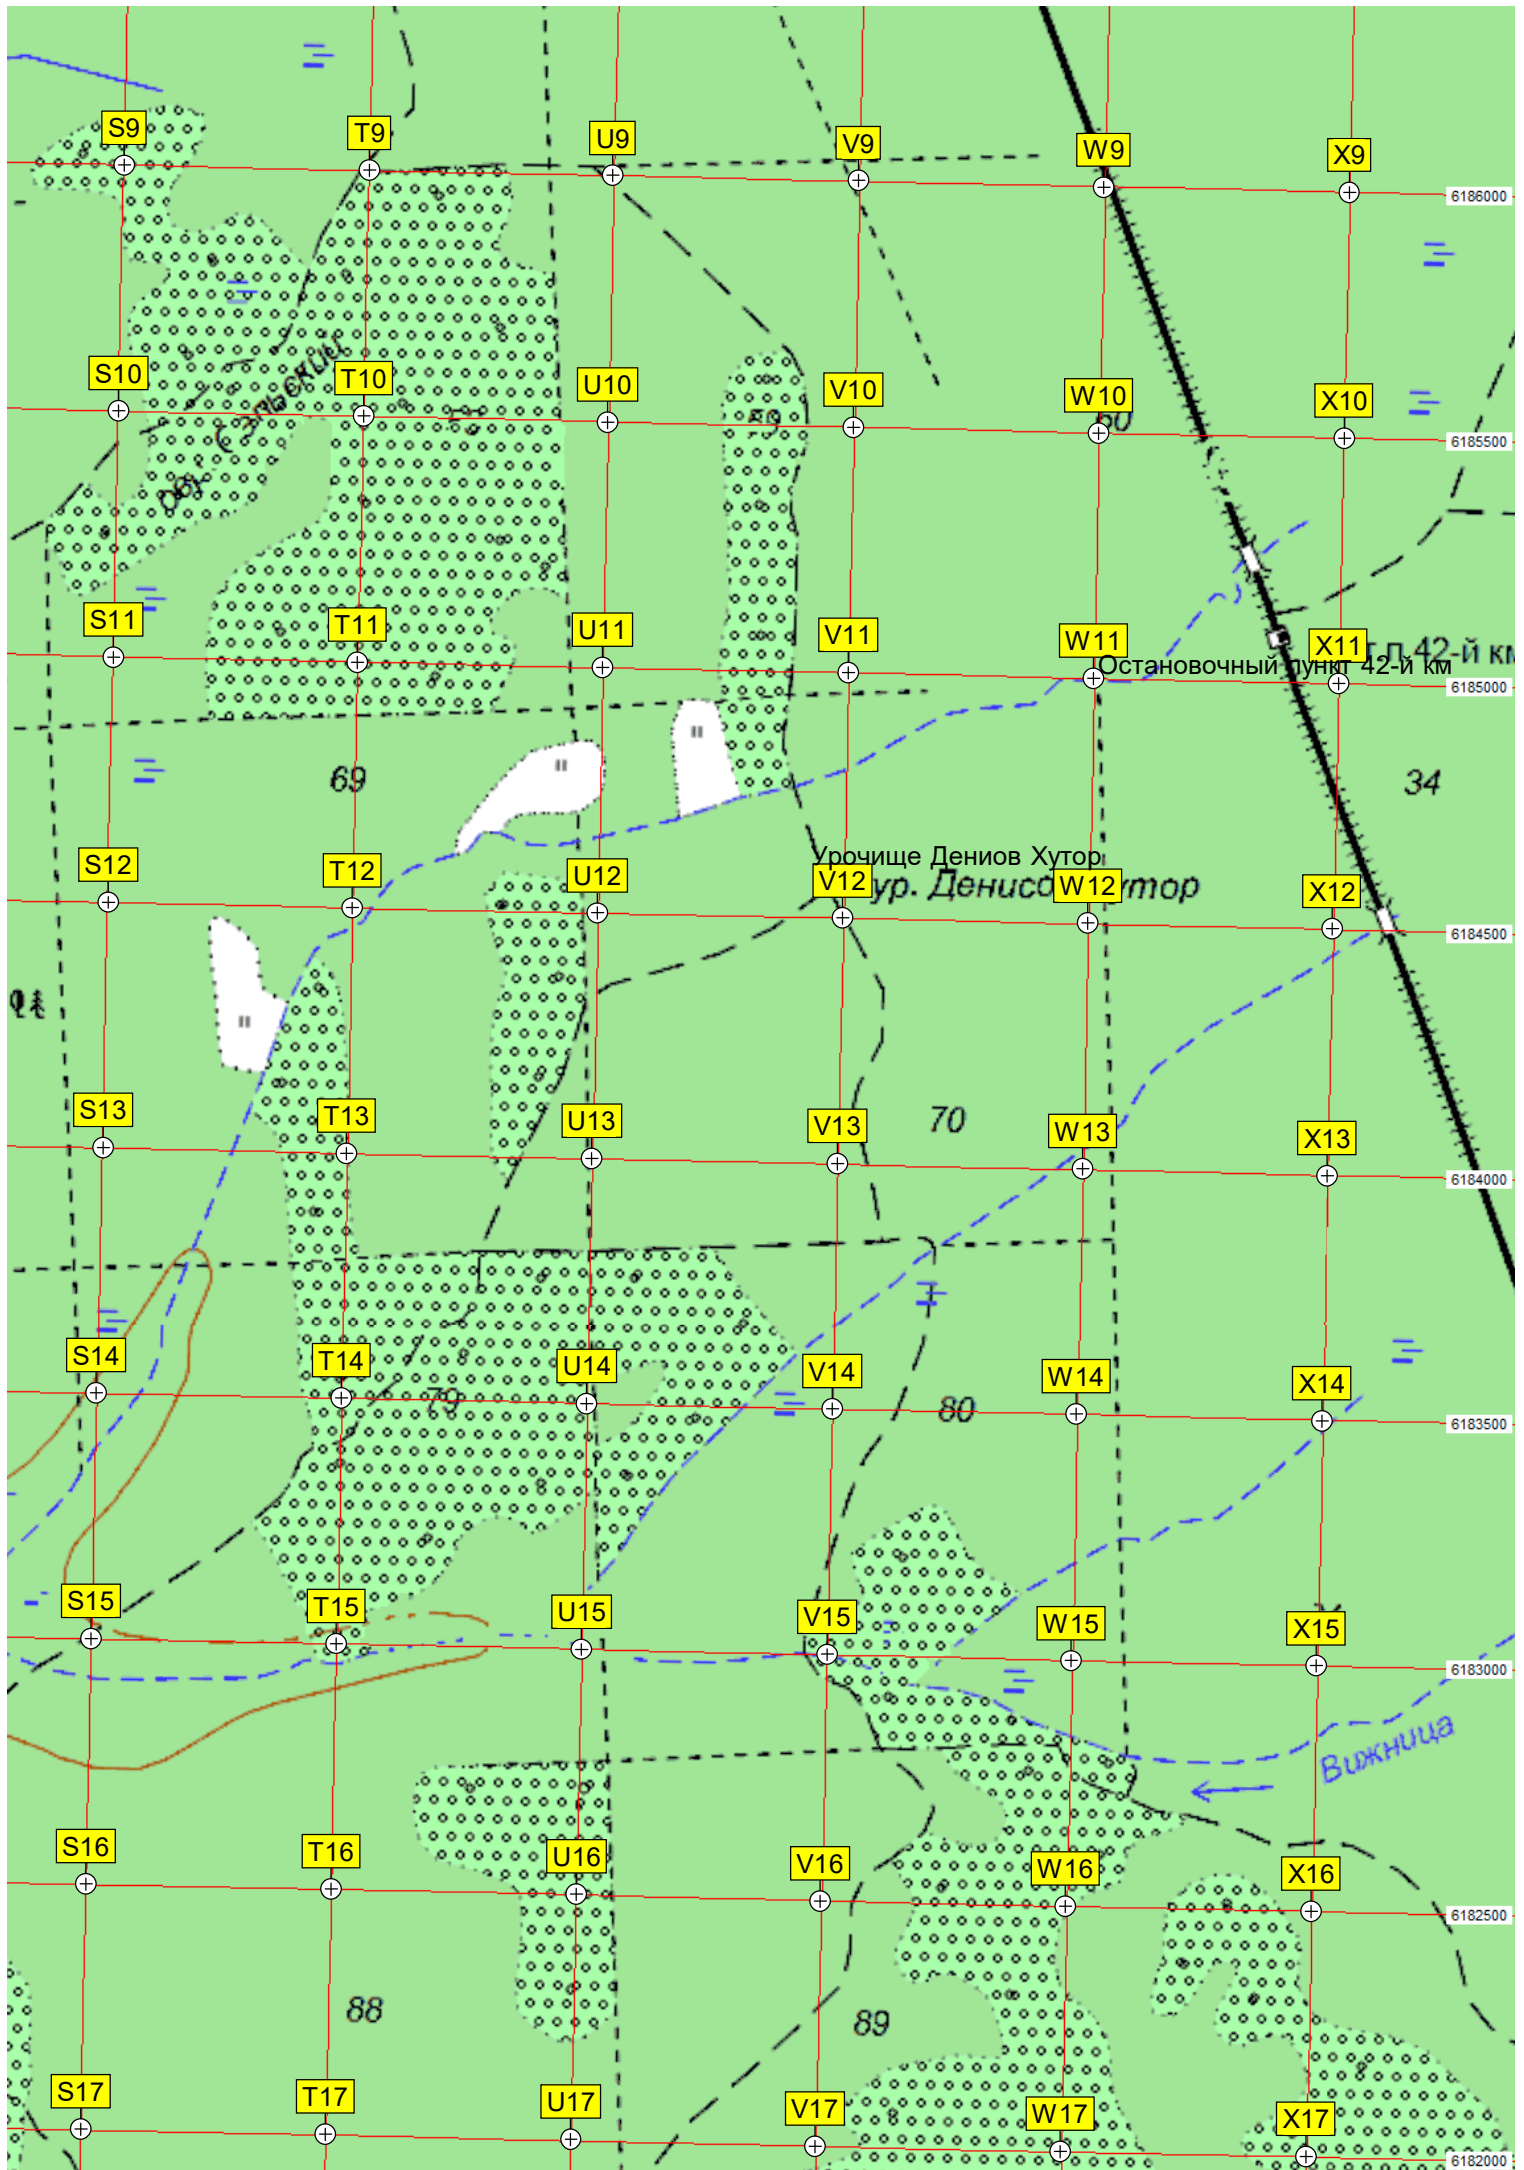 S9 T9 U9 V9 W9 X9
6186000
S10 T10 U10 V10 W10 X10
6185500
S11 T11 U11 V11 W11 X11
Остановочный пункт 42-й км
42-й км
6185000
69
34
Урочище Дениов Хутор
S12 T12 U12 V12 W12 X12
ур.
6184500
S13 T13 U13 V13 W13 X13
70
6184000
S14 T14 U14 V14 W14 X14
79
80
6183500
S15 T15 U15 V15 W15 X15
6183000
Вижница
S16 T16 U16 V16 W16 X16
6182500
88
89
S17 T17 U17 V17 W17 X17
6182000